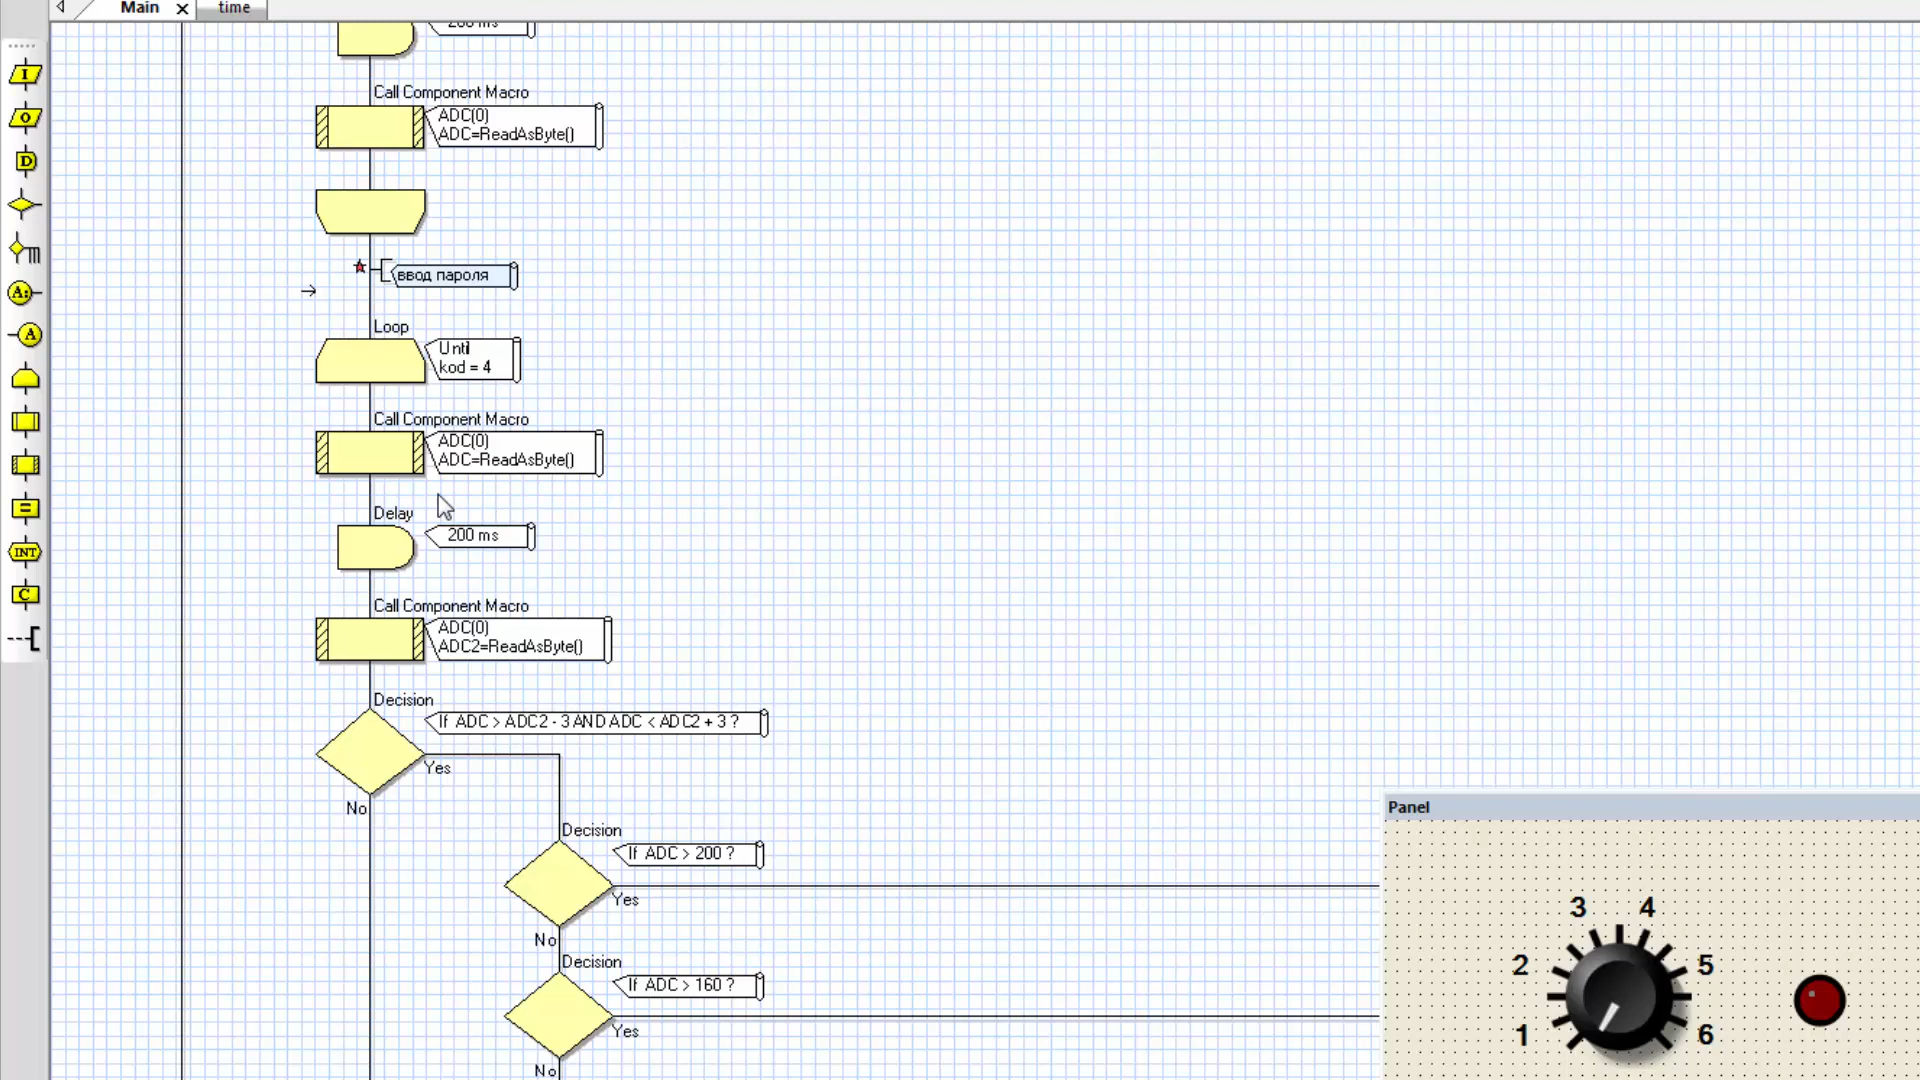 Main
time
200 ms
Call Component Macro
ADC(0)
ADC=ReadAsByte()
ввод пароля
Loop
Until
kod = 4
Call Component Macro
ADC(0)
ADC=ReadAsByte()
Delay
200 ms
Call Component Macro
ADC(0)
ADC2=ReadAsByte()
Decision
If ADC > ADC2 - 3 AND ADC < ADC2 + 3 ?
Yes
No
Decision
If ADC > 200 ?
Yes
No
Decision
If ADC > 160 ?
Yes
No
Panel
3 4
2 5
1 6
I
O
D
A:
A
=
INT
C